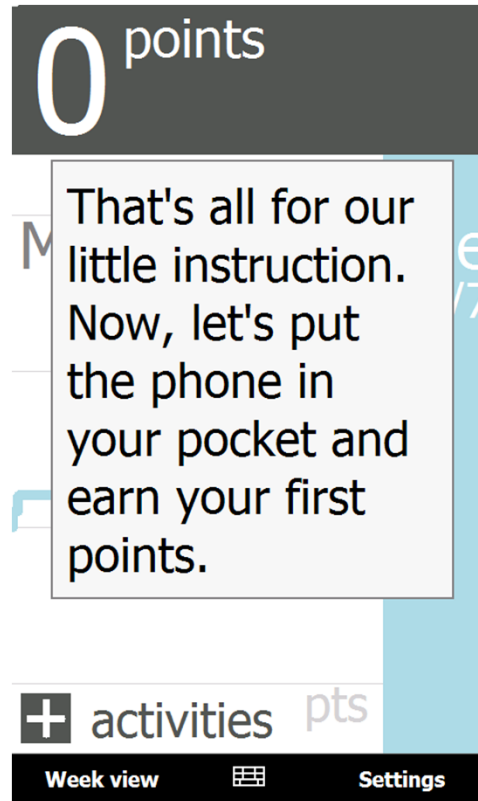 0 points
That's all for our
little instruction.
Now, let's put
the phone in
your pocket and
earn your first
points.
activities pts
Week view Settings